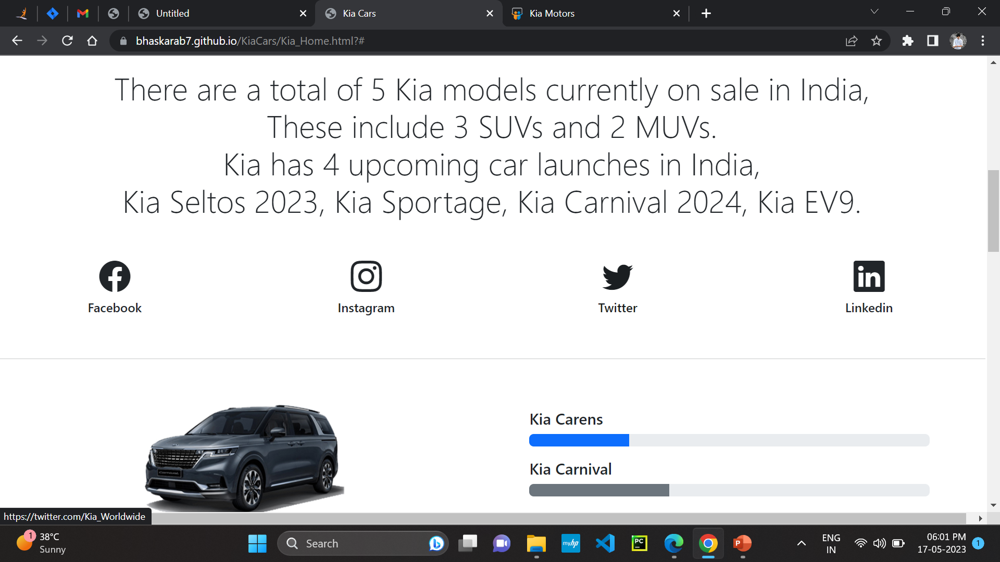 Untitled
Kia Cars
Kia Motors
bhaskarab7.github.io/KiaCars/Kia_Home.html?#
There are a total of 5 Kia models currently on sale in India,
These include 3 SUVs and 2 MUVs.
Kia has 4 upcoming car launches in India,
Kia Seltos 2023, Kia Sportage, Kia Carnival 2024, Kia EV9.
Facebook
Instagram
Twitter
Linkedin
Kia Carens
Kia Carnival
https://twitter.com/Kia_Worldwide
1
38°C
Sunny
Search
myhp
PC
P
ENG
IN
06:01 PM
17-05-2023
1